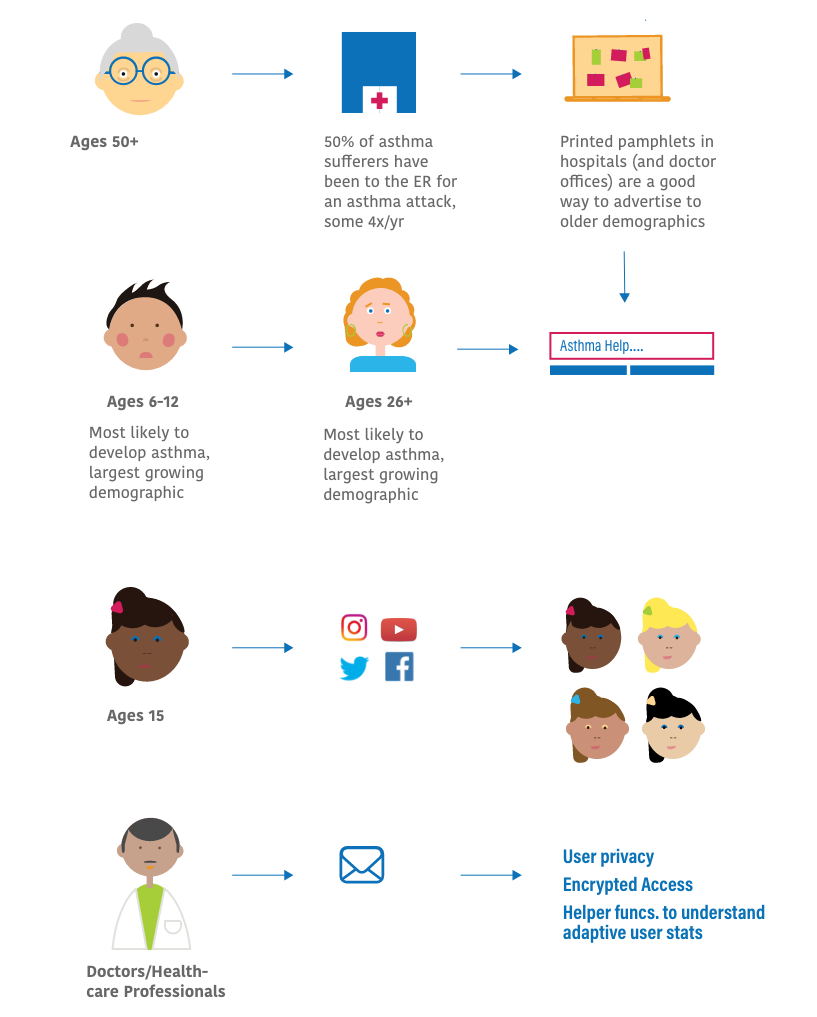 Ages 50+
50% of asthma
sufferers have
been to the ER for
an asthma attack,
some 4x/yr
Printed pamphlets in
hospitals (and doctor
offices) are a good
way to advertise to
older demographics
Asthma Help....
Ages 6-12
Most likely to
develop asthma,
largest growing
demographic
Ages 26+
Most likely to
develop asthma,
largest growing
demographic
Ages 15
Doctors/Health-
care Professionals
User privacy
Encrypted Access
Helper funcs. to understand
adaptive user stats